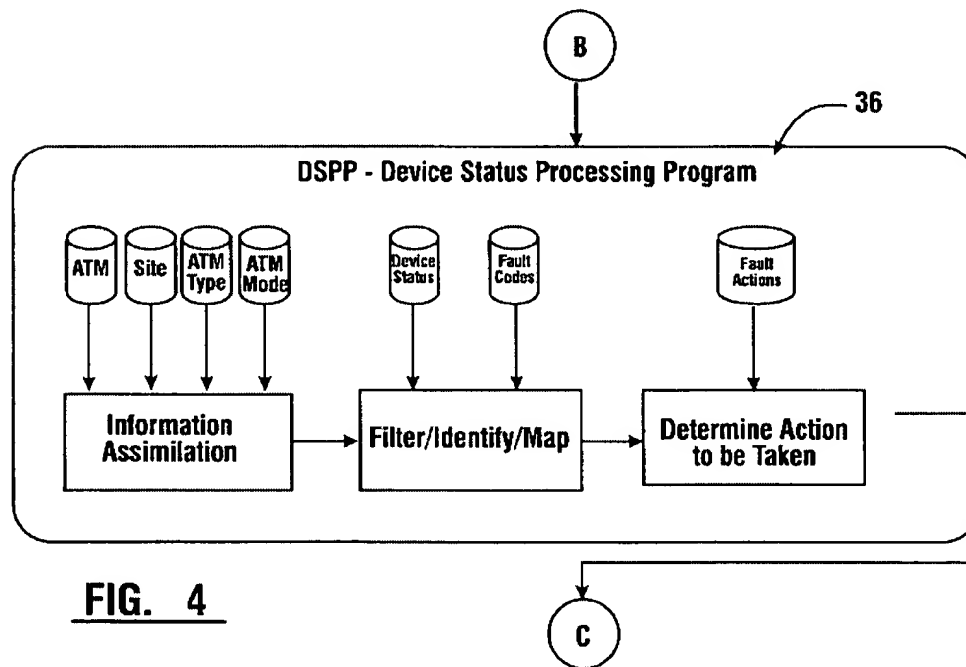 B
36
DSPP - Device Status Processing Program
ATM
Site
ATM
Type
ATM
Mode
Device
Status
Fault
Codes
Fault
Actions
Information
Assimilation
Filter/Identify/Map
Determine Action
to be Taken
FIG. 4
C